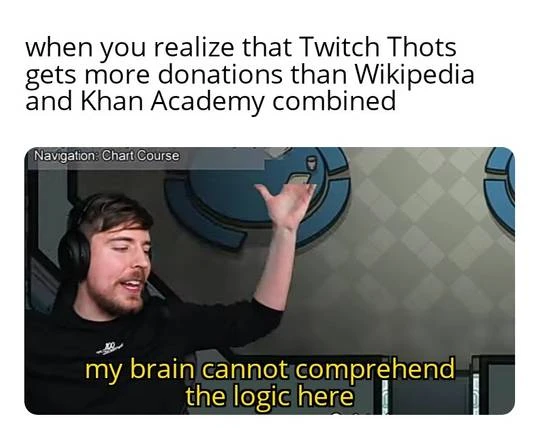 when you realize that Twitch Thots
gets more donations than Wikipedia
and Khan Academy combined
Navigation: Chart Course
my brain cannot comprehend
the logic here